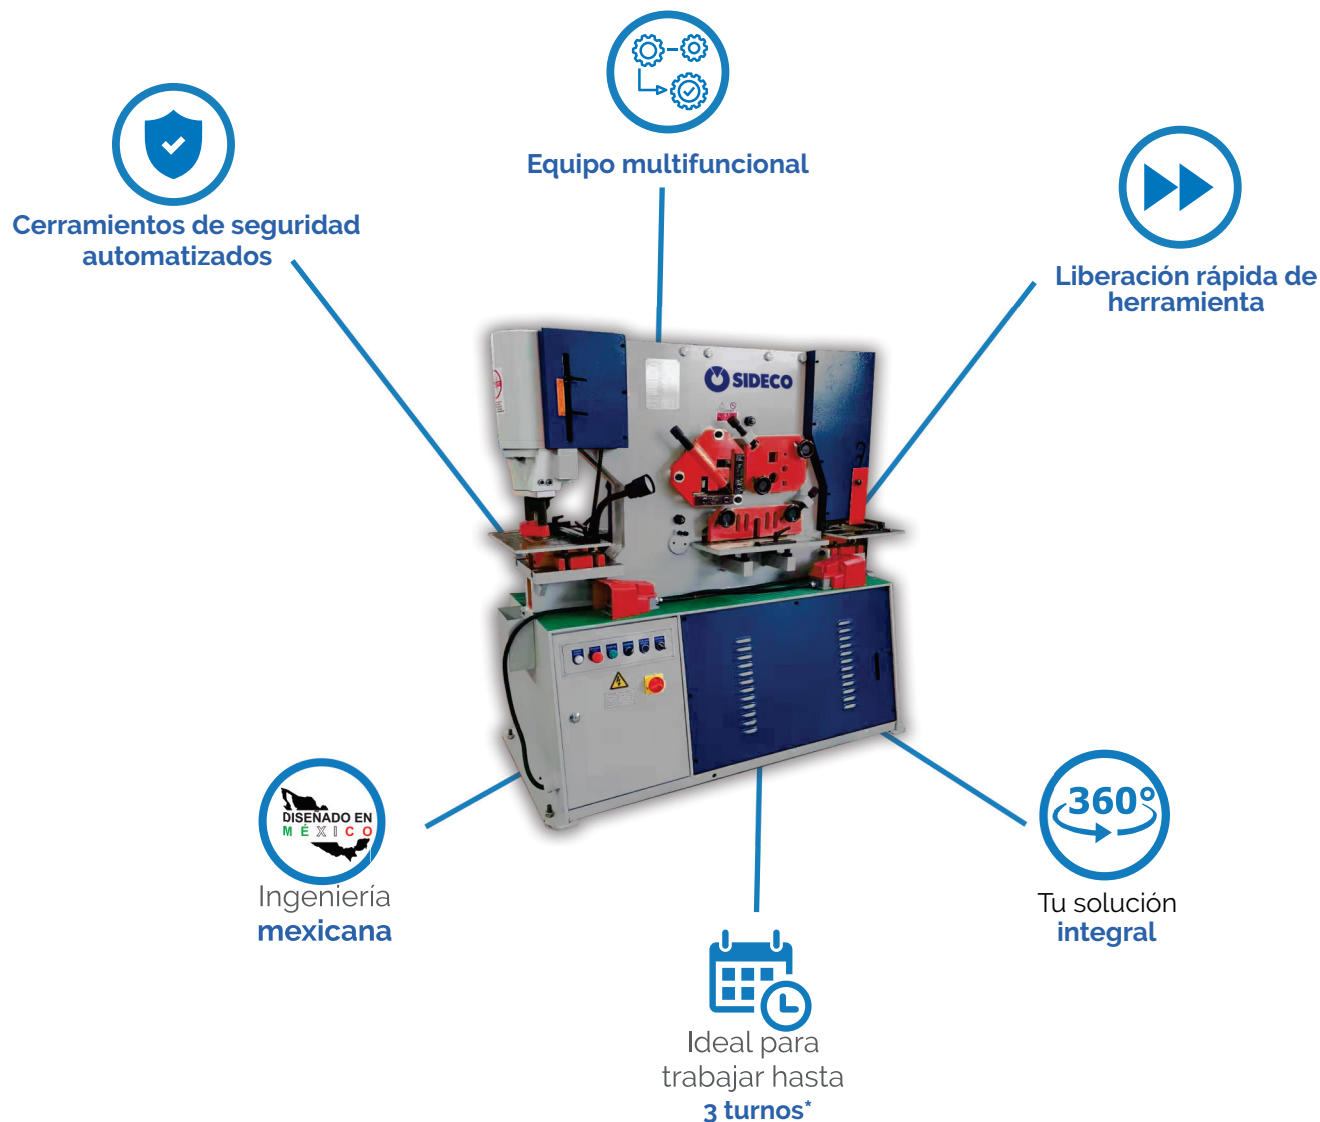 Equipo multifuncional
Cerramientos de seguridad
automatizados
Liberación rápida de
herramienta
SIDECO
DISEÑADO EN
MÉXICO
Ingeniería
mexicana
360°
Tu solución
integral
Ideal para
trabajar hasta
3 turnos*